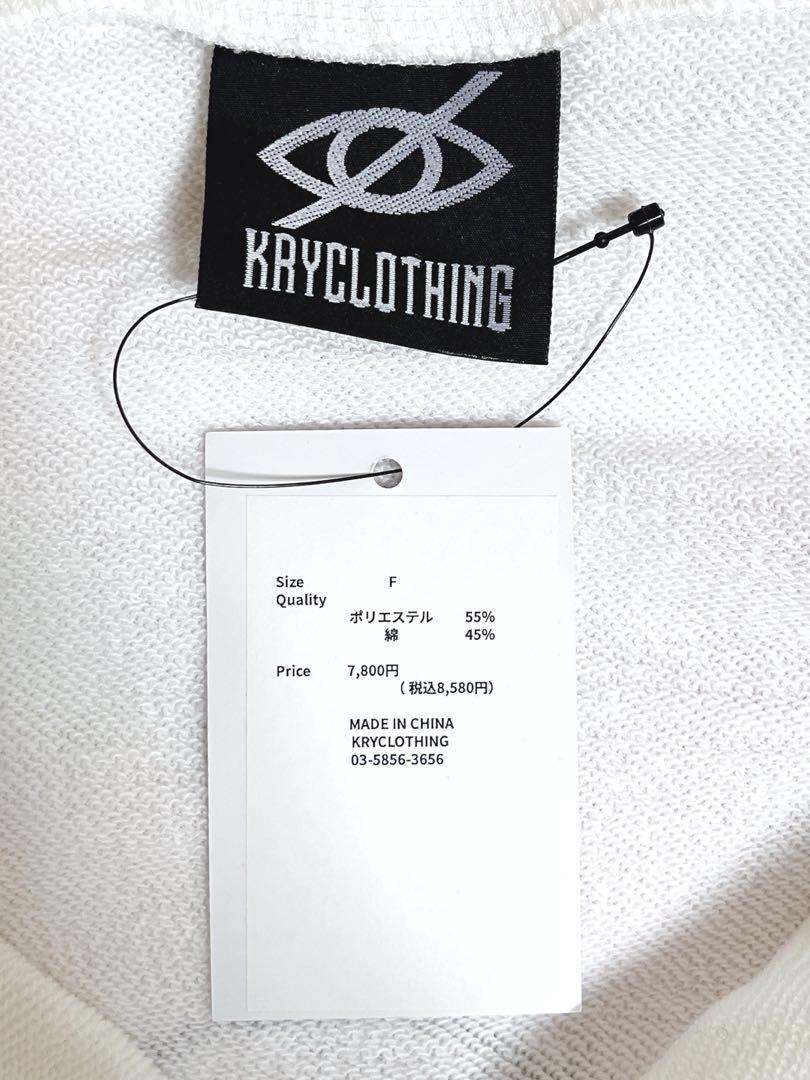 KRYCLOTHING
Size F
Quality
ポリエステル 55%
綿 45%
Price 7,800円
(税込8,580円)
MADE IN CHINA
KRYCLOTHING
03-5856-3656